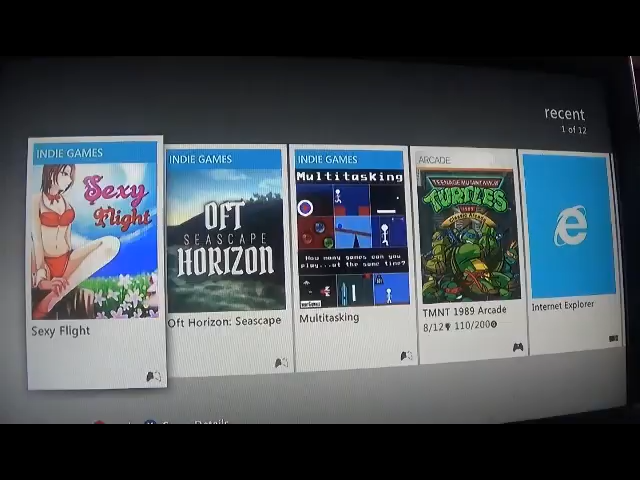 recent
1 of 12
INDIE GAMES
Sexy
Flight
Sexy Flight
INDIE GAMES
OFT
SEASCAPE
HORIZON
Oft Horizon: Seascape
INDIE GAMES
Multitasking
How many games can you
play...at the same time?
Multitasking
ARCADE
TEENAGE MUTANT NINJA
TURTLES
TMNT 1989 Arcade
8/12 110/200
Internet Explorer
Details